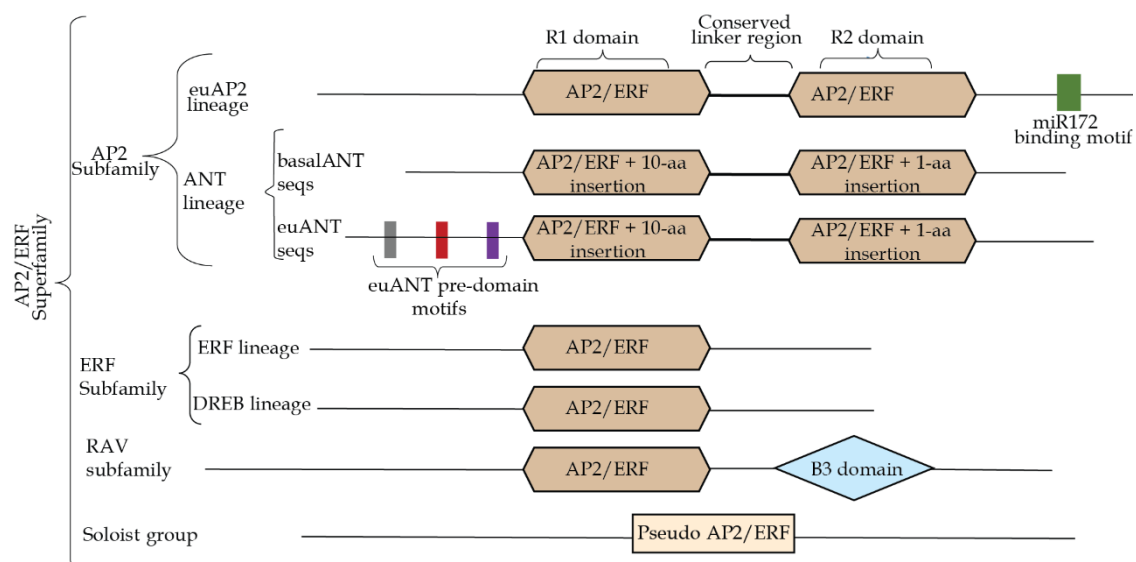 Conserved
linker region
R1 domain
R2 domain
euAP2
lineage
AP2/ERF
AP2/ERF
miR172
binding motif
AP2
Subfamily
ANT
lineage
basalANT
seqs
AP2/ERF + 10-aa
insertion
AP2/ERF + 1-aa
insertion
euANT
seqs
AP2/ERF + 10-aa
insertion
AP2/ERF + 1-aa
insertion
euANT pre-domain
motifs
AP2/ERF
Superfamily
ERF
Subfamily
ERF lineage
AP2/ERF
DREB lineage
AP2/ERF
RAV
subfamily
AP2/ERF
B3 domain
Soloist group
Pseudo AP2/ERF